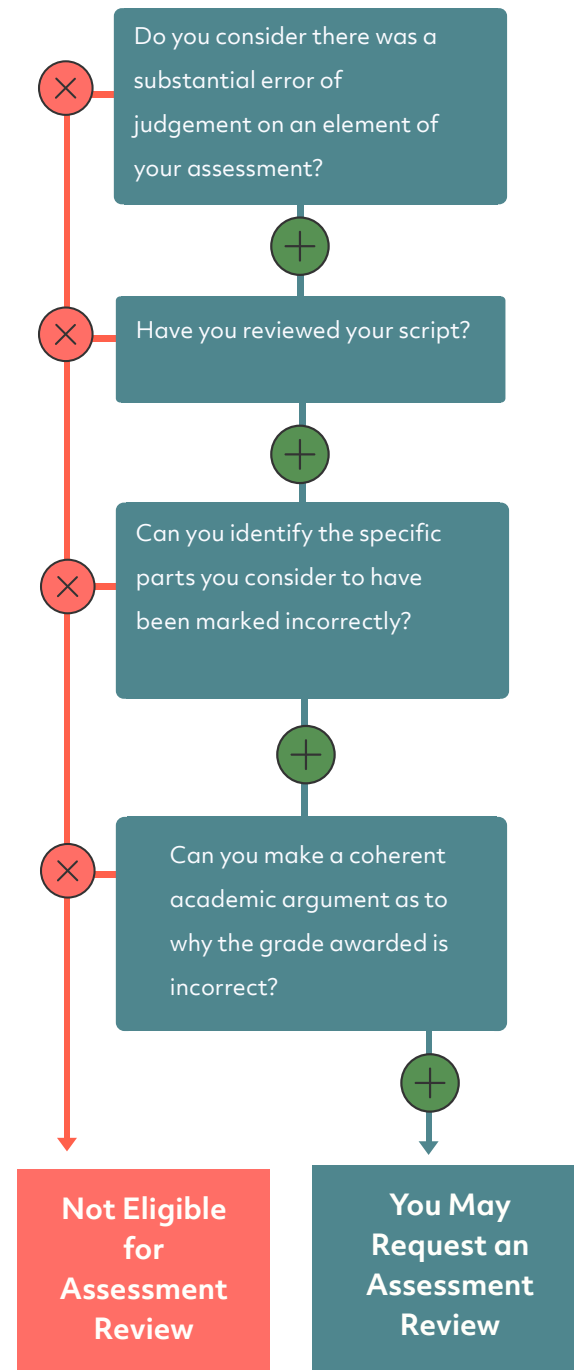 Do you consider there was a
substantial error of
judgement on an element of
your assessment?
Have you reviewed your script?
Can you identify the specific
parts you consider to have
been marked incorrectly?
Can you make a coherent
academic argument as to
why the grade awarded is
incorrect?
Not Eligible
for
Assessment
Review
You May
Request an
Assessment
Review